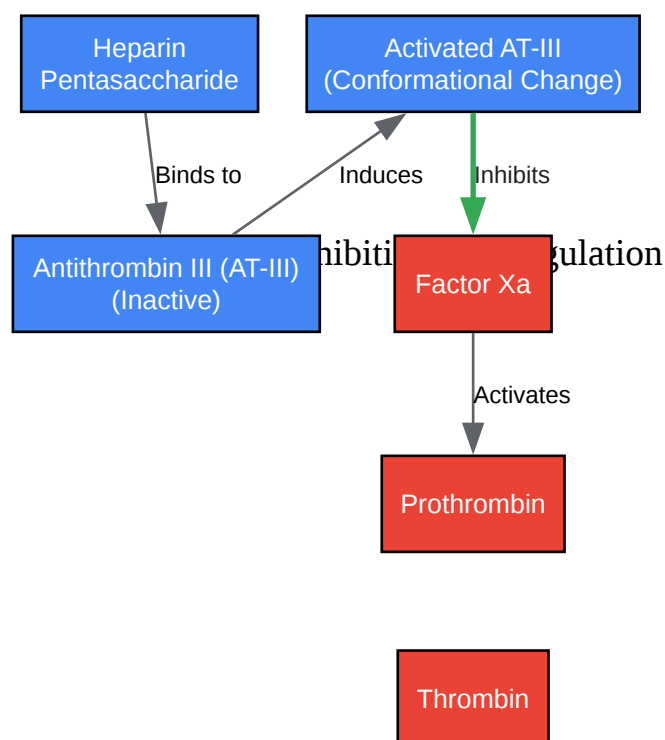 Heparin
Pentasaccharide
Activated AT-III
(Conformational Change)
Binds to
Induces
Inhibits
Antithrombin III (AT-III)
(Inactive)
Factor Xa
Activates
Prothrombin
Thrombin